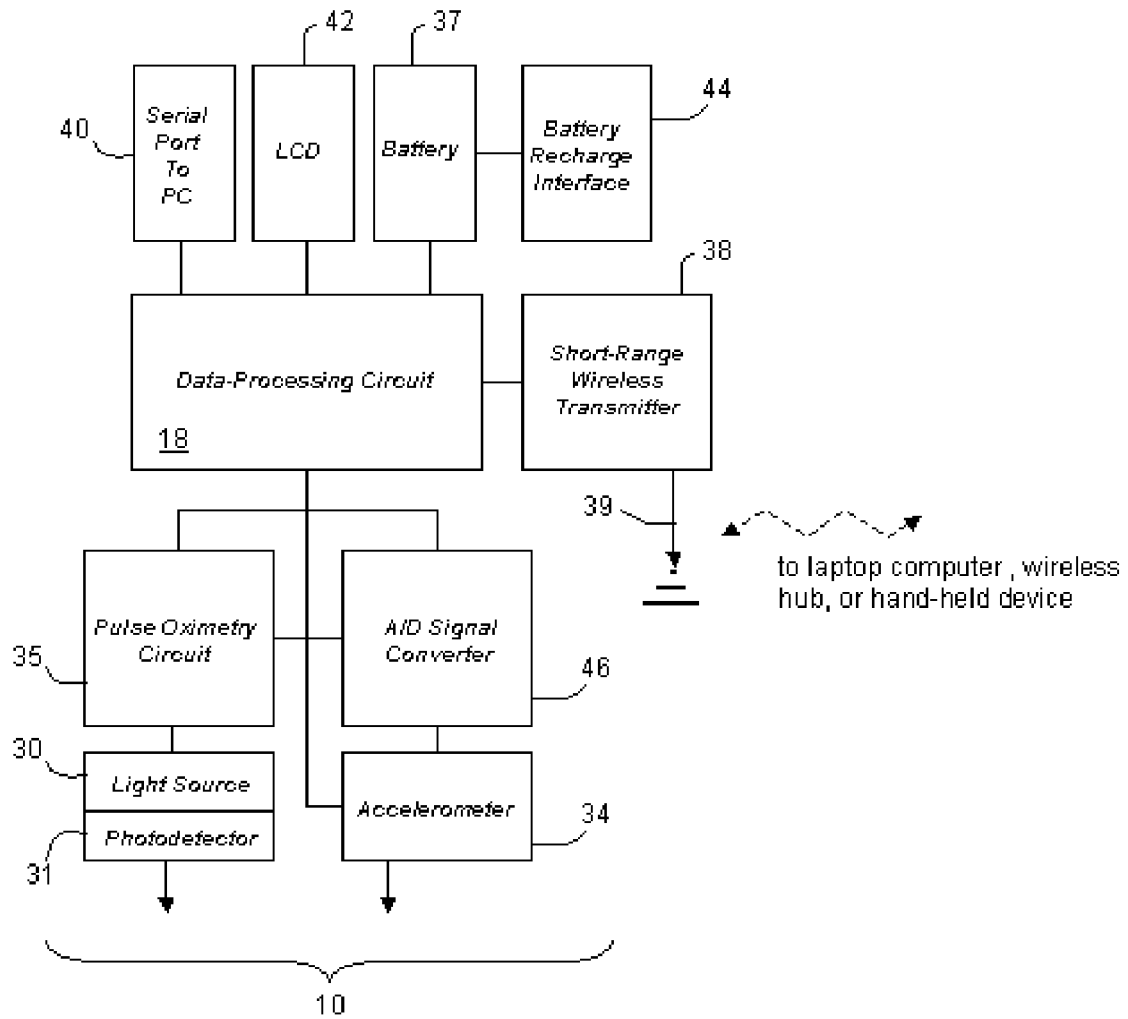 42
37
44
40
Serial
Port
To
PC
LCD
Battery
Battery
Recharge
Interface
38
Data-Processing Circuit
18
Short-Range
Wireless
Transmitter
39
to laptop computer , wireless
hub, or hand-held device
Pulse Oximetry
Circuit
35
A/D Signal
Converter
46
30
Light Source
Photodetector
31
Accelerometer
34
10